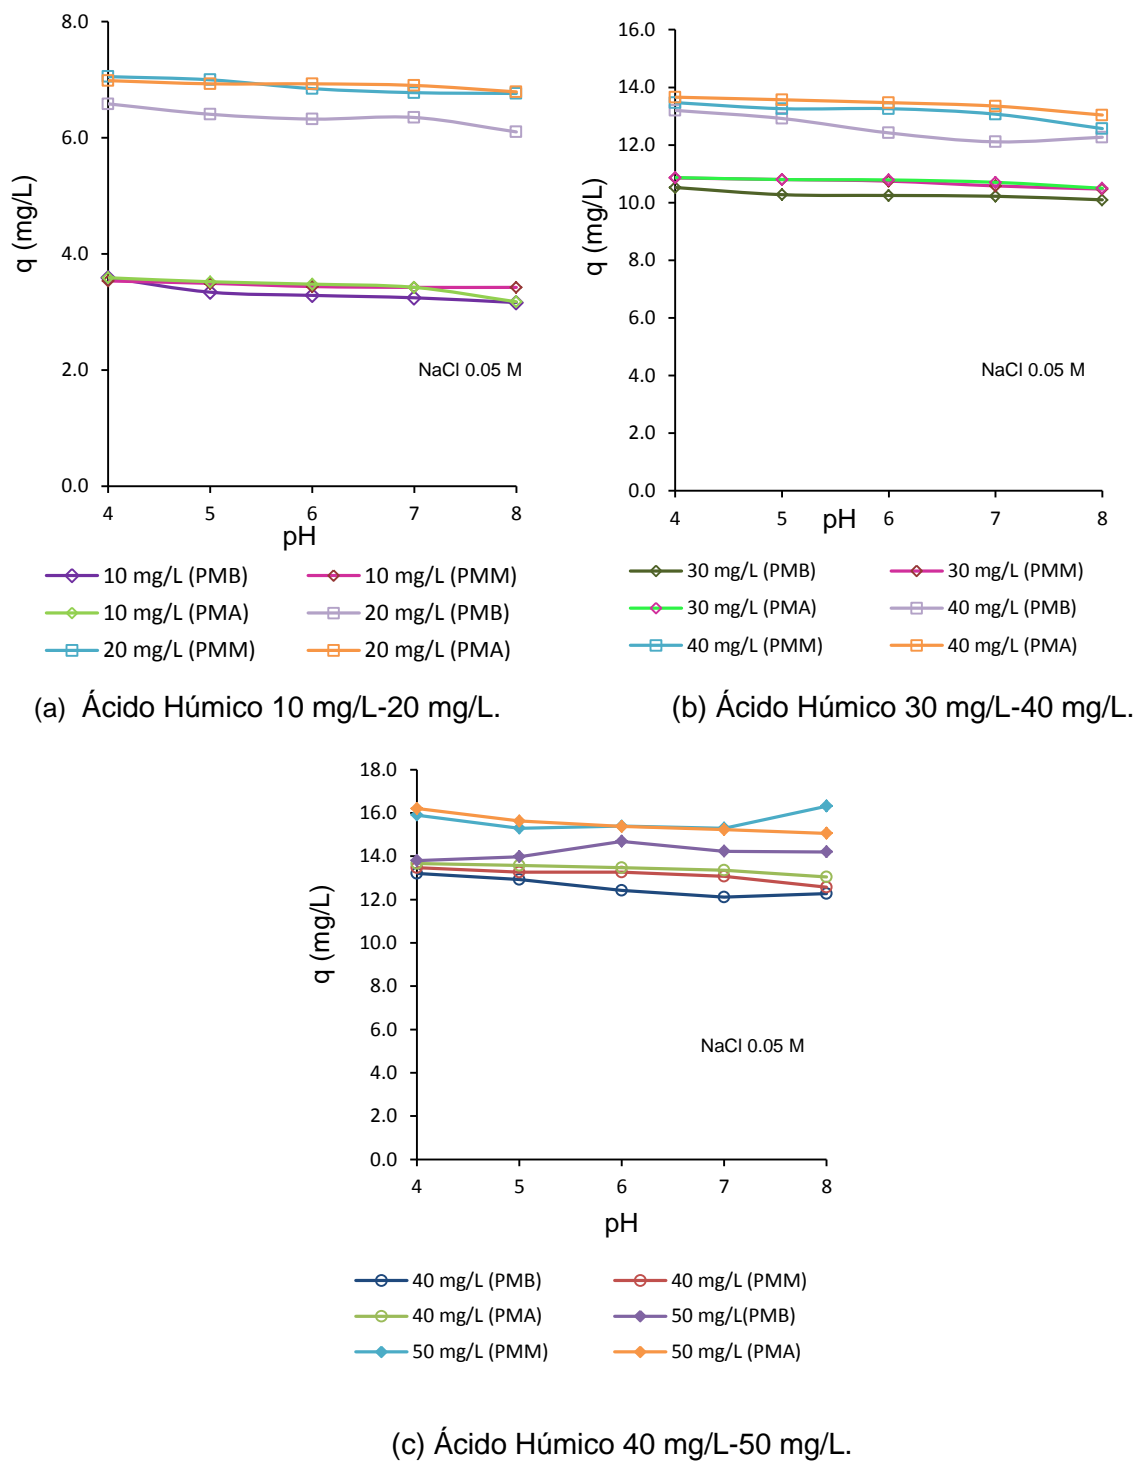 8.0
6.0
4.0
2.0
0.0
q (mg/L)
NaCl 0.05 M
4 5 6 7 8
pH
10 mg/L (PMB) 10 mg/L (PMM)
10 mg/L (PMA) 20 mg/L (PMB)
20 mg/L (PMM) 20 mg/L (PMA)
(a) Ácido Húmico 10 mg/L-20 mg/L.
16.0
14.0
12.0
10.0
8.0
6.0
4.0
2.0
0.0
q (mg/L)
NaCl 0.05 M
4 5 6 7 8
pH
30 mg/L (PMB) 30 mg/L (PMM)
30 mg/L (PMA) 40 mg/L (PMB)
40 mg/L (PMM) 40 mg/L (PMA)
(b) Ácido Húmico 30 mg/L-40 mg/L.
18.0
16.0
14.0
12.0
10.0
8.0
6.0
4.0
2.0
0.0
q (mg/L)
NaCl 0.05 M
4 5 6 7 8
pH
40 mg/L (PMB) 40 mg/L (PMM)
40 mg/L (PMA) 50 mg/L(PMB)
50 mg/L (PMM) 50 mg/L (PMA)
(c) Ácido Húmico 40 mg/L-50 mg/L.